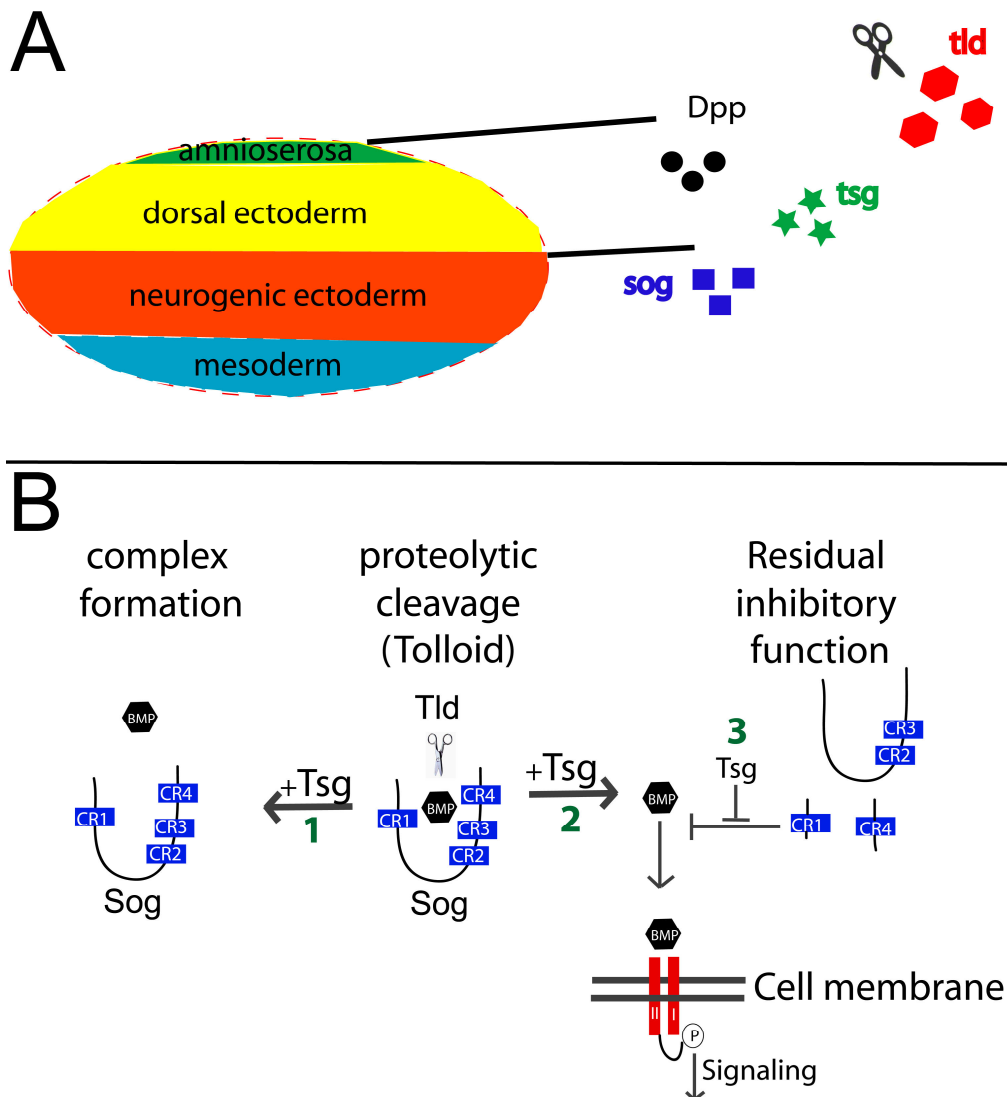 A
tld
Dpp
amnioserosa
tsg
dorsal ectoderm
sog
neurogenic ectoderm
mesoderm
B
complex
formation
proteolytic
cleavage
(Tolloid)
Residual
inhibitory
function
Tld
BMP
CR3
CR2
3
Tsg
+Tsg
1
+Tsg
2
CR4
CR1
CR3
CR2
Sog
BMP
CR4
CR1
CR3
CR2
Sog
BMP
CR1
CR4
BMP
Cell membrane
II
I
P
Signaling